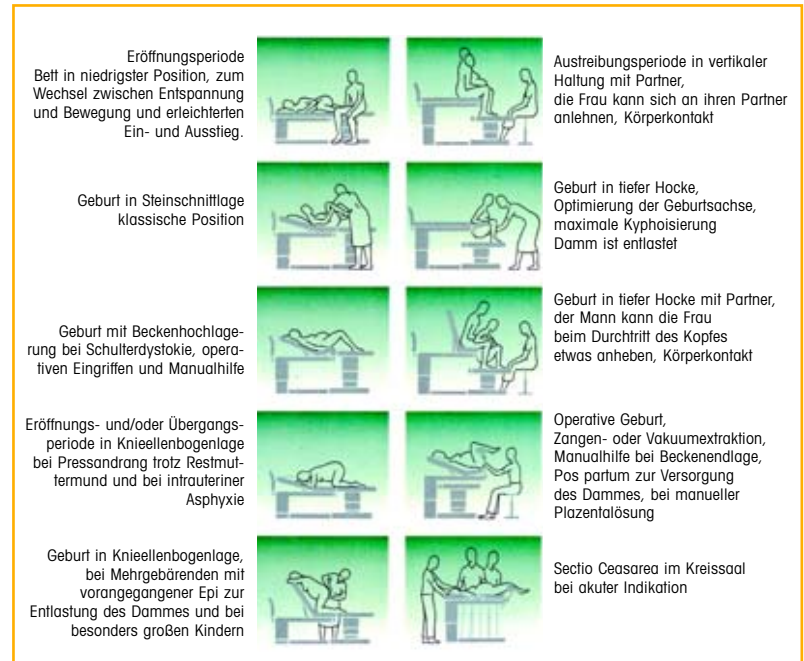 Eröffnungsperiode
Bett in niedrigster Position, zum
Wechsel zwischen Entspannung
und Bewegung und erleichterten
Ein- und Ausstieg.
Austreibungsperiode in vertikaler
Haltung mit Partner,
die Frau kann sich an ihren Partner
anlehnen, Körperkontakt
Geburt in Steinschnittlage
klassische Position
Geburt in tiefer Hocke,
Optimierung der Geburtsachse,
maximale Kyphoisierung
Damm ist entlastet
Geburt mit Beckenhochlage-
rung bei Schulterdystokie, opera-
tiven Eingriffen und Manualhilfe
Geburt in tiefer Hocke mit Partner,
der Mann kann die Frau
beim Durchtritt des Kopfes
etwas anheben, Körperkontakt
Eröffnungs- und/oder Übergangs-
periode in Knieellenbogenlage
bei Pressandrang trotz Restmut-
termund und bei intrauteriner
Asphyxie
Operative Geburt,
Zangen- oder Vakuumextraktion,
Manualhilfe bei Beckenendlage,
Pos partum zur Versorgung
des Dammes, bei manueller
Plazentalösung
Geburt in Knieellenbogenlage,
bei Mehrgebärenden mit
vorangegangener Epi zur
Entlastung des Dammes und bei
besonders großen Kindern
Sectio Ceasarea im Kreissaal
bei akuter Indikation